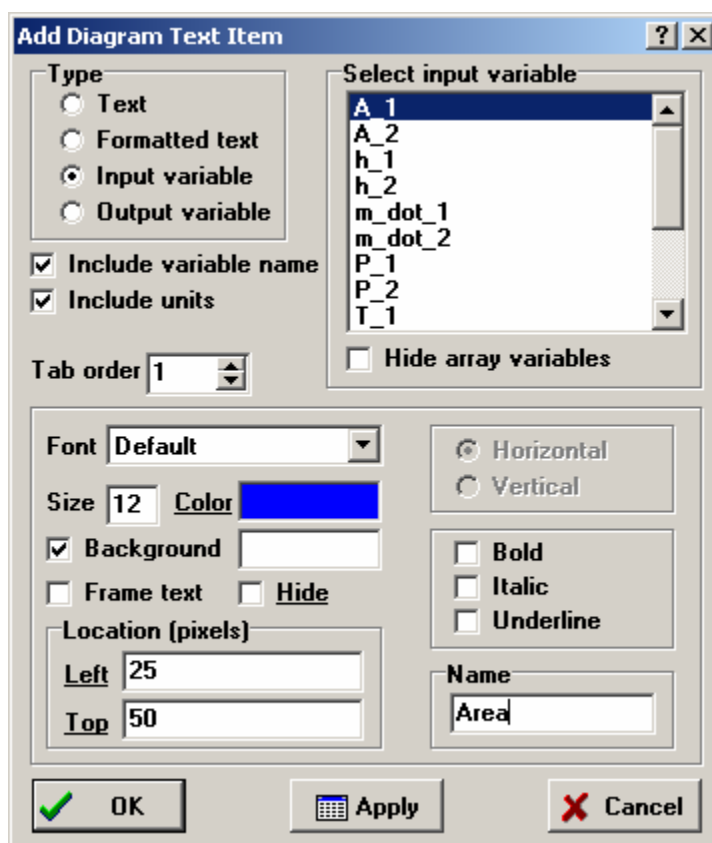 Add Diagram Text Item
Type
Text
Formatted text
Input variable
Output variable
Include variable name
Include units
Tab order 1
Select input variable
A_1
A_2
h_1
h_2
m_dot_1
m_dot_2
P_1
P_2
T_1
Hide array variables
Font Default
Size 12 Color
Background
Frame text Hide
Location (pixels)
Left 25
Top 50
Horizontal
Vertical
Bold
Italic
Underline
Name
Area
OK
Apply
Cancel